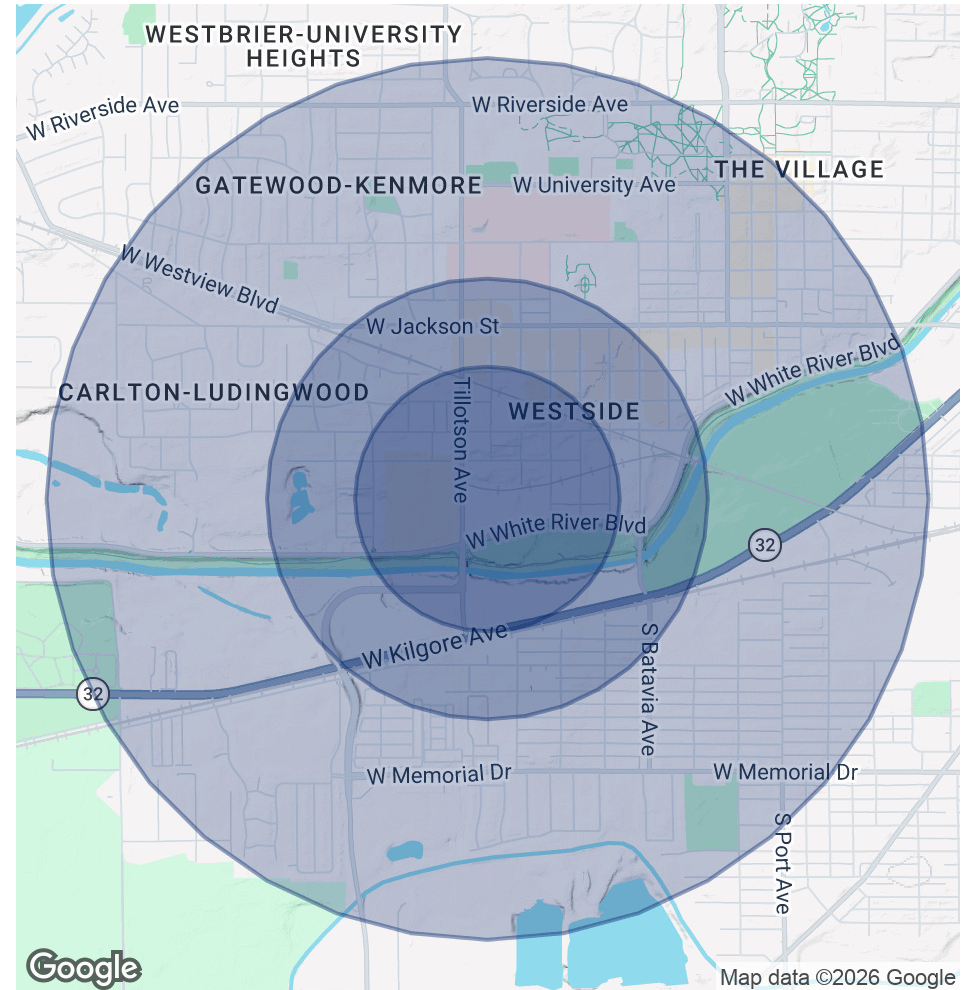 WESTBRIER-UNIVERSITY
HEIGHTS
W Riverside Ave
W Riverside Ave
THE VILLAGE
GATEWOOD-KENMORE
W University Ave
W Westview Blvd
W Jackson St
W White River Blvd
CARLTON-LUDINGWOOD
Tillotson Ave
WESTSIDE
W White River Blvd
32
W Kilgore Ave
S Batavia Ave
32
W Memorial Dr
W Memorial Dr
S Port Ave
Google
Map data ©2026 Google